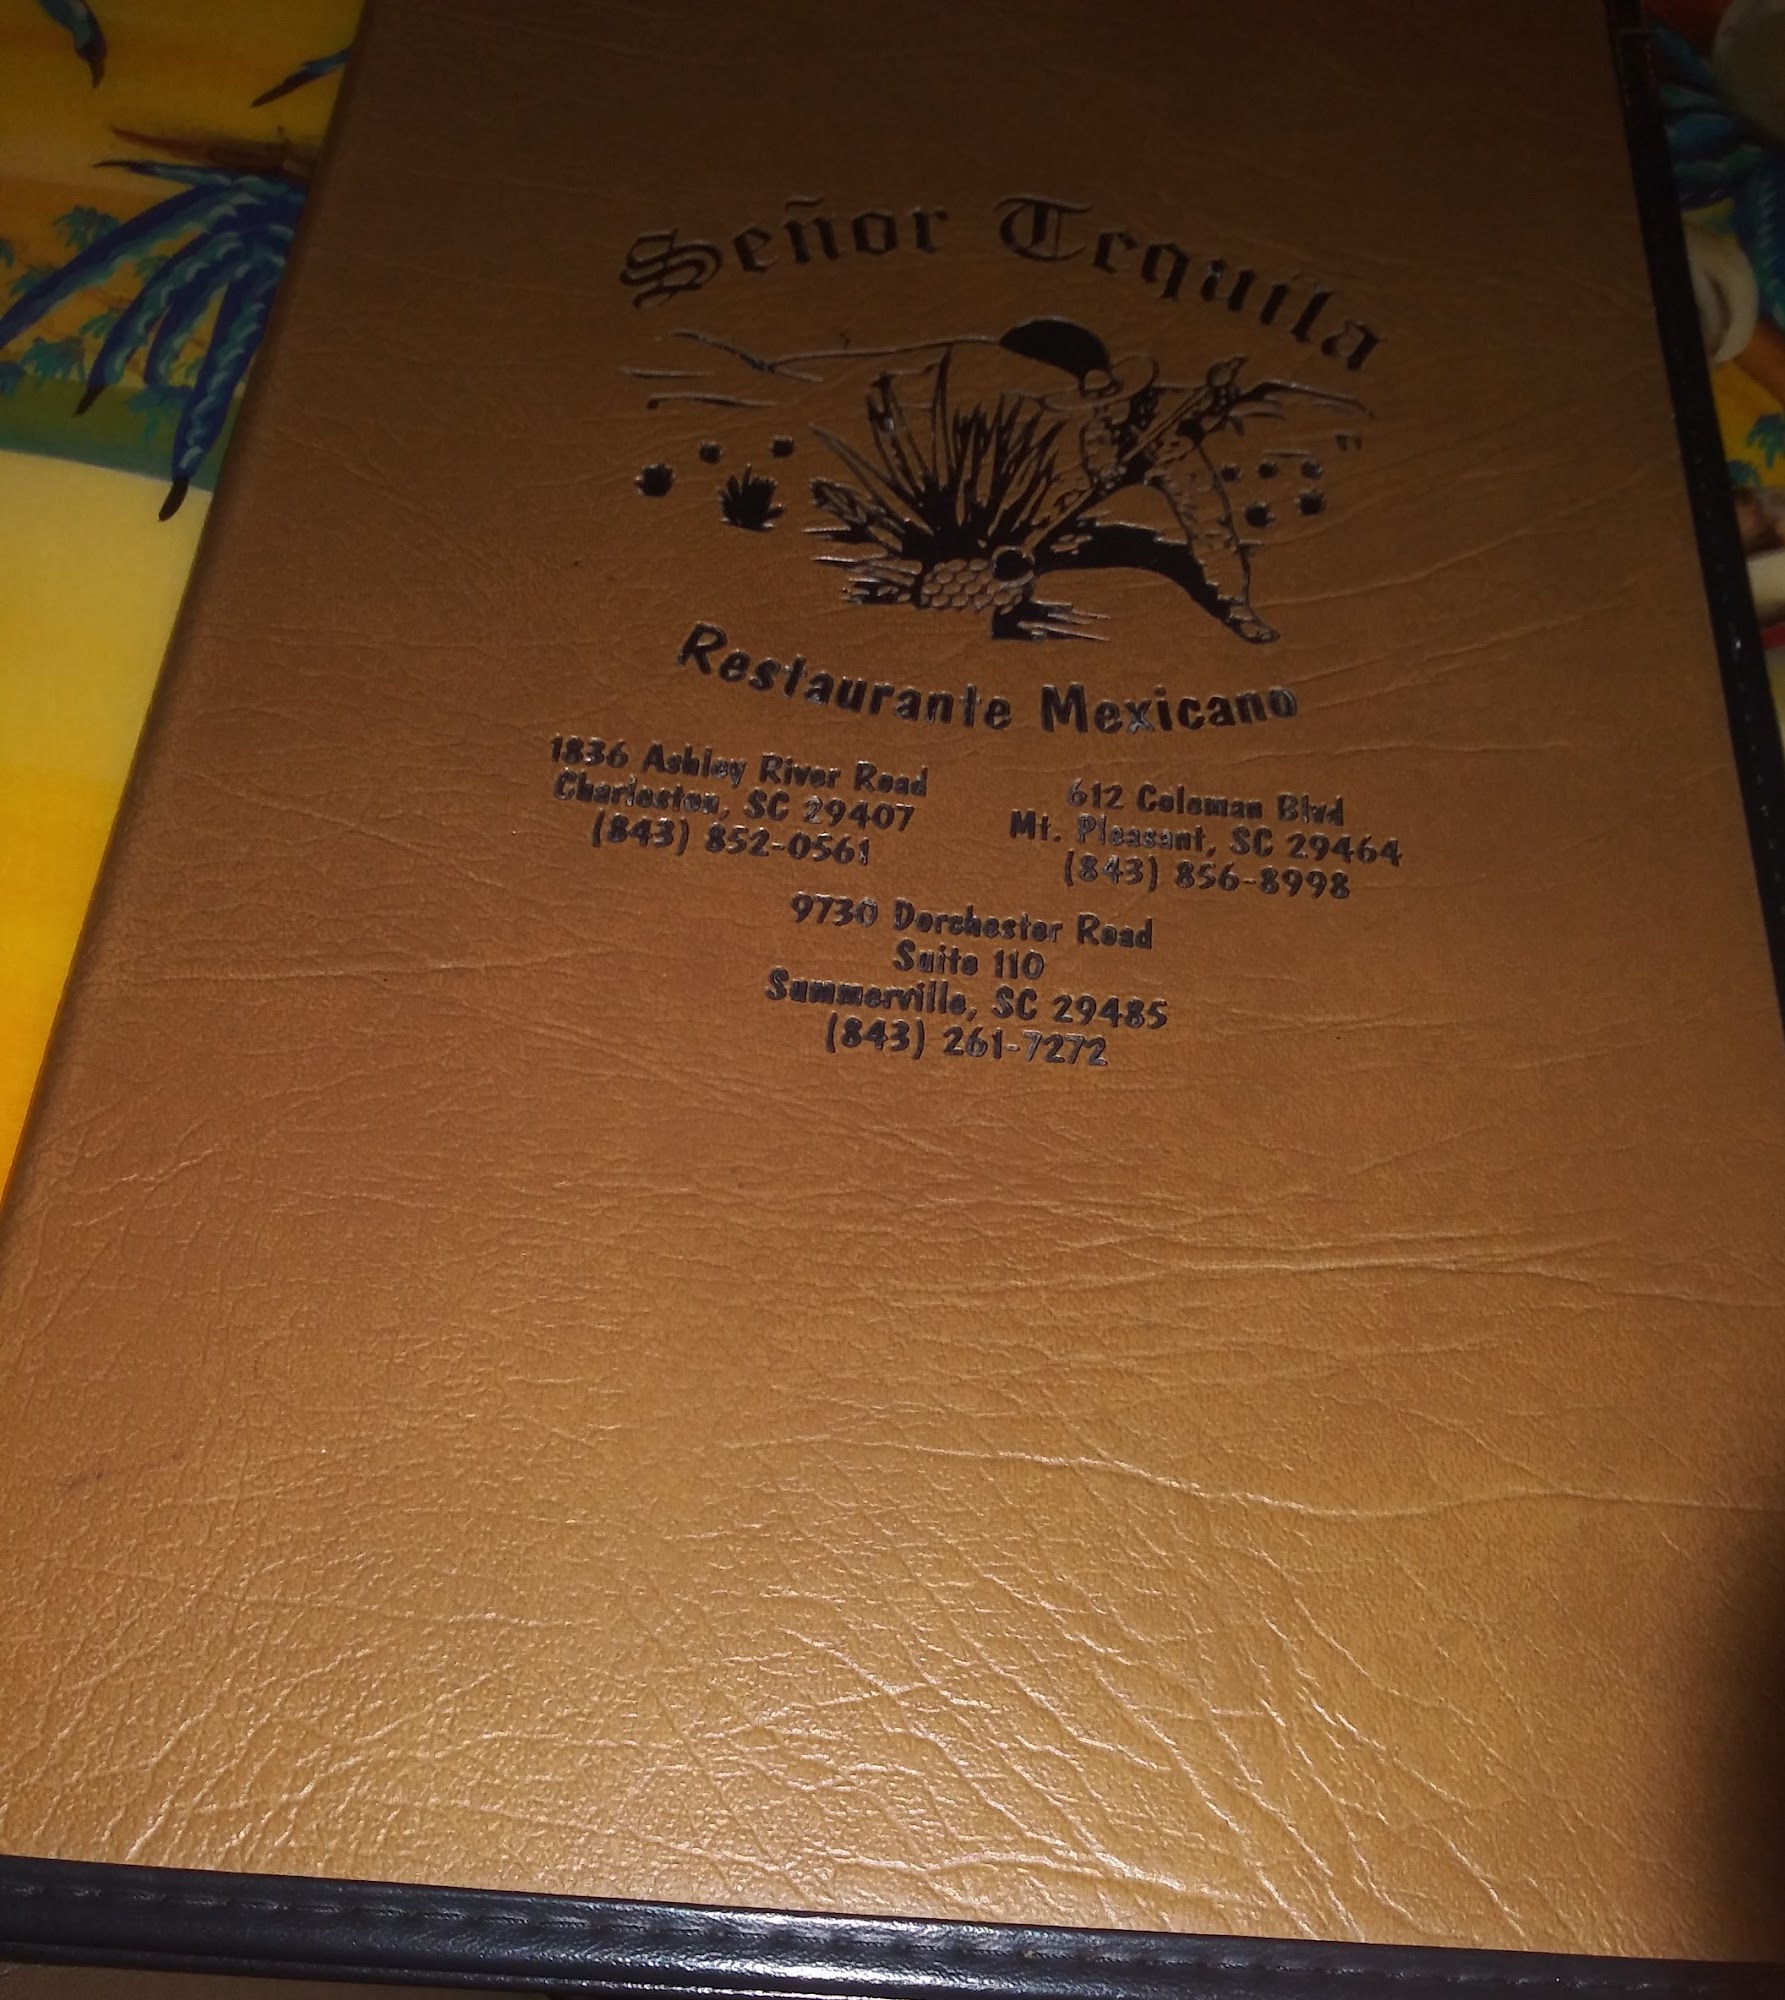 Señor Tequila
Restaurante Mexicano
1836 Ashley River Road
Charleston, SC 29407
(843) 852-0561
612 Coleman Blvd
Mt. Pleasant, SC 29464
(843) 856-8998
9730 Dorchester Road
Suite 110
Summerville, SC 29485
(843) 261-7272